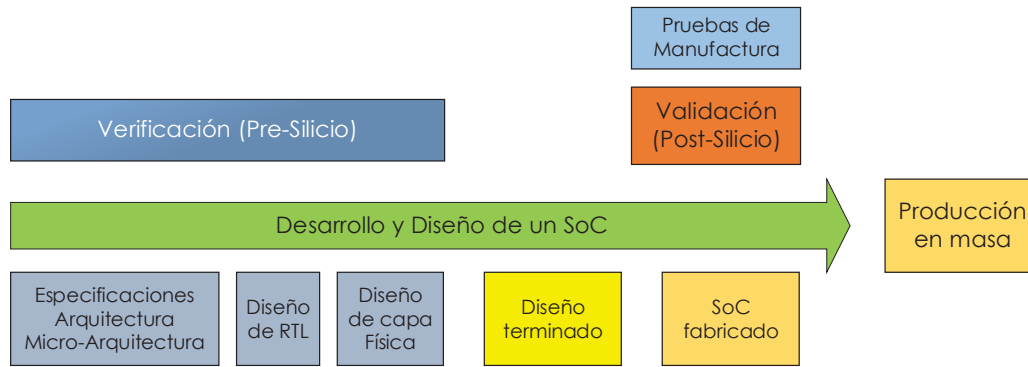 Pruebas de
Manufactura
Verificación (Pre-Silicio)
Validación
(Post-Silicio)
Desarrollo y Diseño de un SoC
Producción
en masa
Especificaciones
Arquitectura
Micro-Arquitectura
Diseño
de RTL
Diseño
de capa
Física
Diseño
terminado
SoC
fabricado